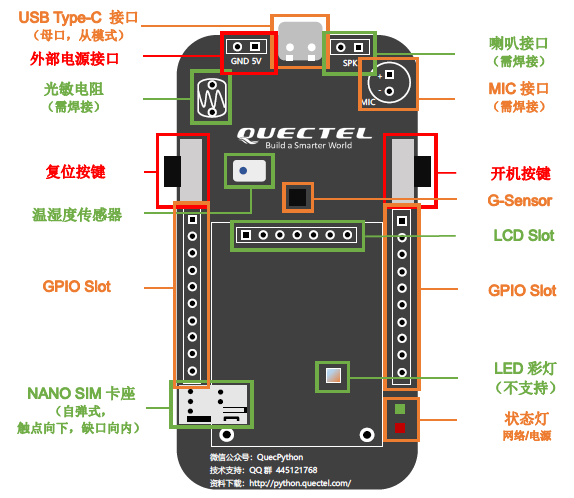 USB Type-C 接口
(母口，从模式)
外部电源接口
光敏电阻
(需焊接)
复位按键
温湿度传感器
GPIO Slot
NANO SIM 卡座
(自弹式，
触点向下，缺口向内)
GND 5V
SPK
+
-
MIC
QUECTEL
Build a Smarter World
喇叭接口
(需焊接)
MIC 接口
(需焊接)
开机按键
G-Sensor
LCD Slot
GPIO Slot
LED 彩灯
(不支持)
状态灯
网络/电源
微信公众号：QuecPython
技术支持：QQ群 445121768
资料下载：http://python.quectel.com/